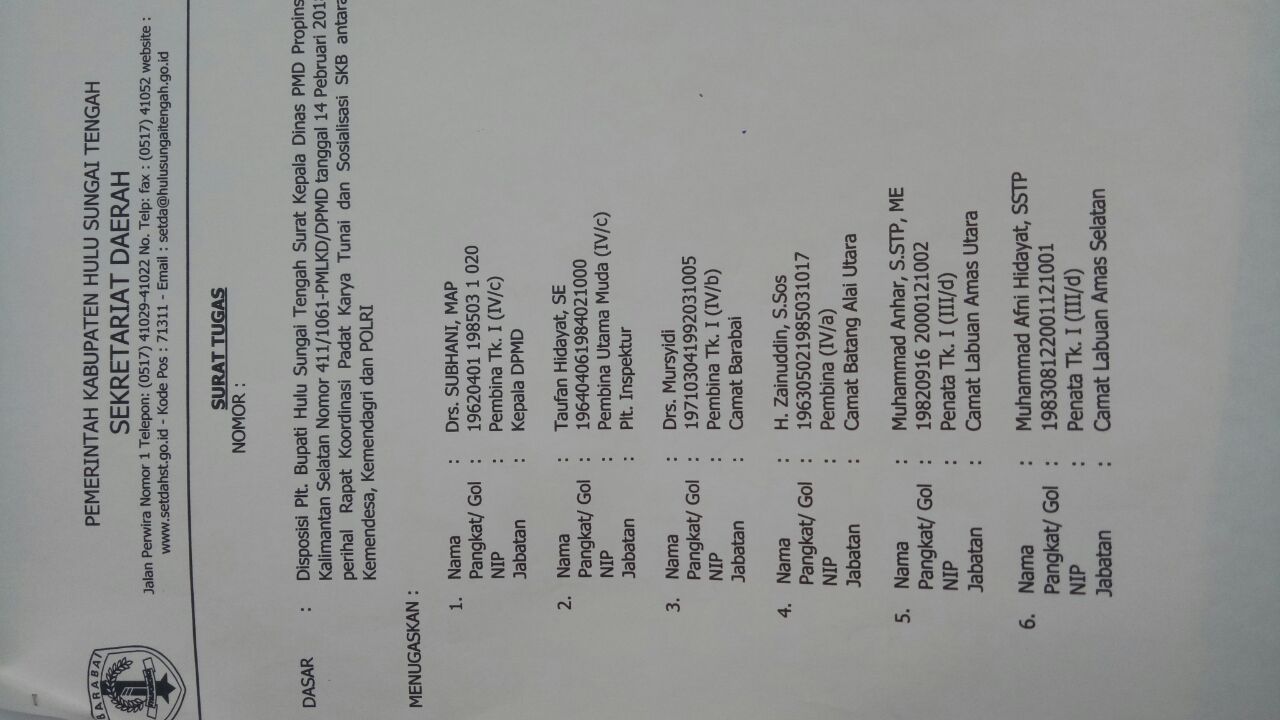 PEMERINTAH KABUPATEN HULU SUNGAI TENGAH
SEKRETARIAT DAERAH
Jalan Perwira Nomor 1 Telepon: (0517) 41029-41022 No. Telp: fax : (0517) 41052 website :
www.setdahst.go.id - Kode Pos : 71311 - Email : setda@hulusungaitengah.go.id
BARABAI
SURAT TUGAS
NOMOR :
DASAR : Disposisi Plt. Bupati Hulu Sungai Tengah Surat Kepala Dinas PMD Propins
Kalimantan Selatan Nomor 411/1061-PMLKD/DPMD tanggal 14 Pebruari 201
perihal Rapat Koordinasi Padat Karya Tunai dan Sosialisasi SKB antara
Kemendesa, Kemendagri dan POLRI
MENUGASKAN :
1. Nama : Drs. SUBHANI, MAP
Pangkat/ Gol : 19620401 198503 1 020
NIP : Pembina Tk. I (IV/c)
Jabatan : Kepala DPMD
2. Nama : Taufan Hidayat, SE
Pangkat/ Gol : 196404061984021000
NIP : Pembina Utama Muda (IV/c)
Jabatan : Plt. Inspektur
3. Nama : Drs. Mursyidi
Pangkat/ Gol : 197103041992031005
NIP : Pembina Tk. I (IV/b)
Jabatan : Camat Barabai
4. Nama : H. Zainuddin, S.Sos
Pangkat/ Gol : 196305021985031017
NIP : Pembina (IV/a)
Jabatan : Camat Batang Alai Utara
5. Nama : Muhammad Anhar, S.STP, ME
Pangkat/ Gol : 19820916 2000121002
NIP : Penata Tk. I (III/d)
Jabatan : Camat Labuan Amas Utara
6. Nama : Muhammad Afni Hidayat, SSTP
Pangkat/ Gol : 198308122001121001
NIP : Penata Tk. I (III/d)
Jabatan : Camat Labuan Amas Selatan